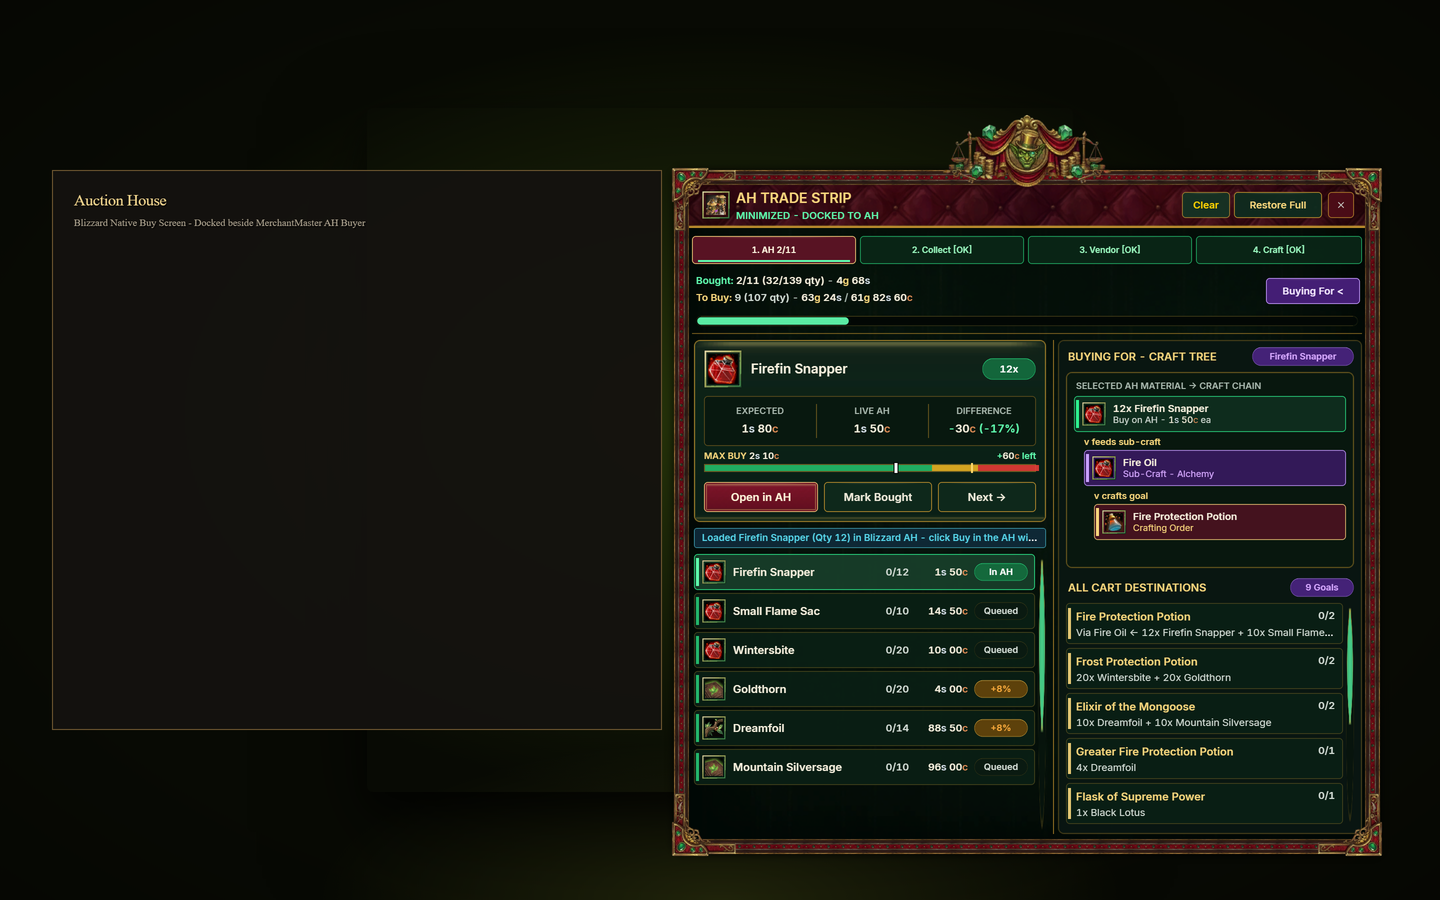 Auction House
Blizzard Native Buy Screen - Docked beside MerchantMaster AH Buyer
AH TRADE STRIP
MINIMIZED - DOCKED TO AH
Clear
Restore Full
×
1. AH 2/11
2. Collect [OK]
3. Vendor [OK]
4. Craft [OK]
Bought: 2/11 (32/139 qty) - 4g 68s
To Buy: 9 (107 qty) - 63g 24s / 61g 82s 60c
Buying For <
Firefin Snapper
12x
EXPECTED
1s 80c
LIVE AH
1s 50c
DIFFERENCE
-30c (-17%)
MAX BUY 2s 10c
+60c left
Open in AH
Mark Bought
Next →
Loaded Firefin Snapper (Qty 12) in Blizzard AH - click Buy in the AH wi...
Firefin Snapper 0/12 1s 50c In AH
Small Flame Sac 0/10 14s 50c Queued
Wintersbite 0/20 10s 00c Queued
Goldthorn 0/20 4s 00c +8%
Dreamfoil 0/14 88s 50c +8%
Mountain Silversage 0/10 96s 00c Queued
BUYING FOR - CRAFT TREE
Firefin Snapper
SELECTED AH MATERIAL → CRAFT CHAIN
12x Firefin Snapper
Buy on AH - 1s 50c ea
v feeds sub-craft
Fire Oil
Sub-Craft - Alchemy
v crafts goal
Fire Protection Potion
Crafting Order
ALL CART DESTINATIONS
9 Goals
Fire Protection Potion 0/2
Via Fire Oil ← 12x Firefin Snapper + 10x Small Flame...
Frost Protection Potion 0/2
20x Wintersbite + 20x Goldthorn
Elixir of the Mongoose 0/2
10x Dreamfoil + 10x Mountain Silversage
Greater Fire Protection Potion 0/1
4x Dreamfoil
Flask of Supreme Power 0/1
1x Black Lotus